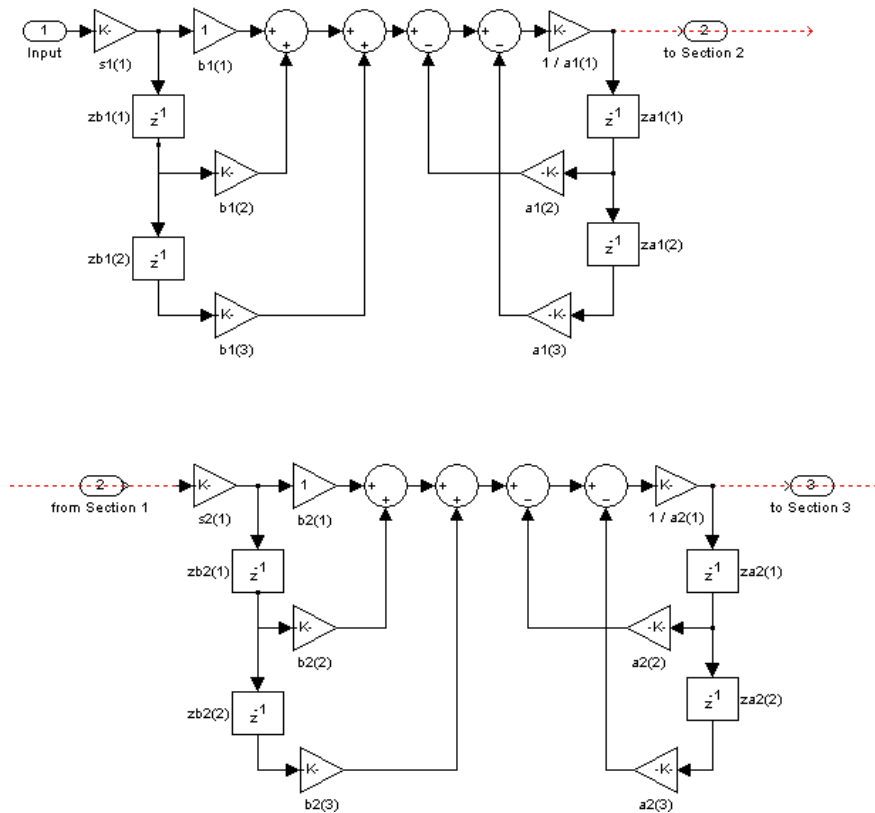 1 K- 1 + + + + + - + - K- 2
Input s1(1) b1(1) 1 / a1(1) to Section 2
zb1(1) z-1 z-1 za1(1)
K- -K-
b1(2) a1(2)
zb1(2) z-1 z-1 za1(2)
K- -K-
b1(3) a1(3)
2 K- 1 + + + + + - + - K- 3
from Section 1 s2(1) b2(1) 1 / a2(1) to Section 3
zb2(1) z-1 z-1 za2(1)
K- -K-
b2(2) a2(2)
zb2(2) z-1 z-1 za2(2)
K- -K-
b2(3) a2(3)